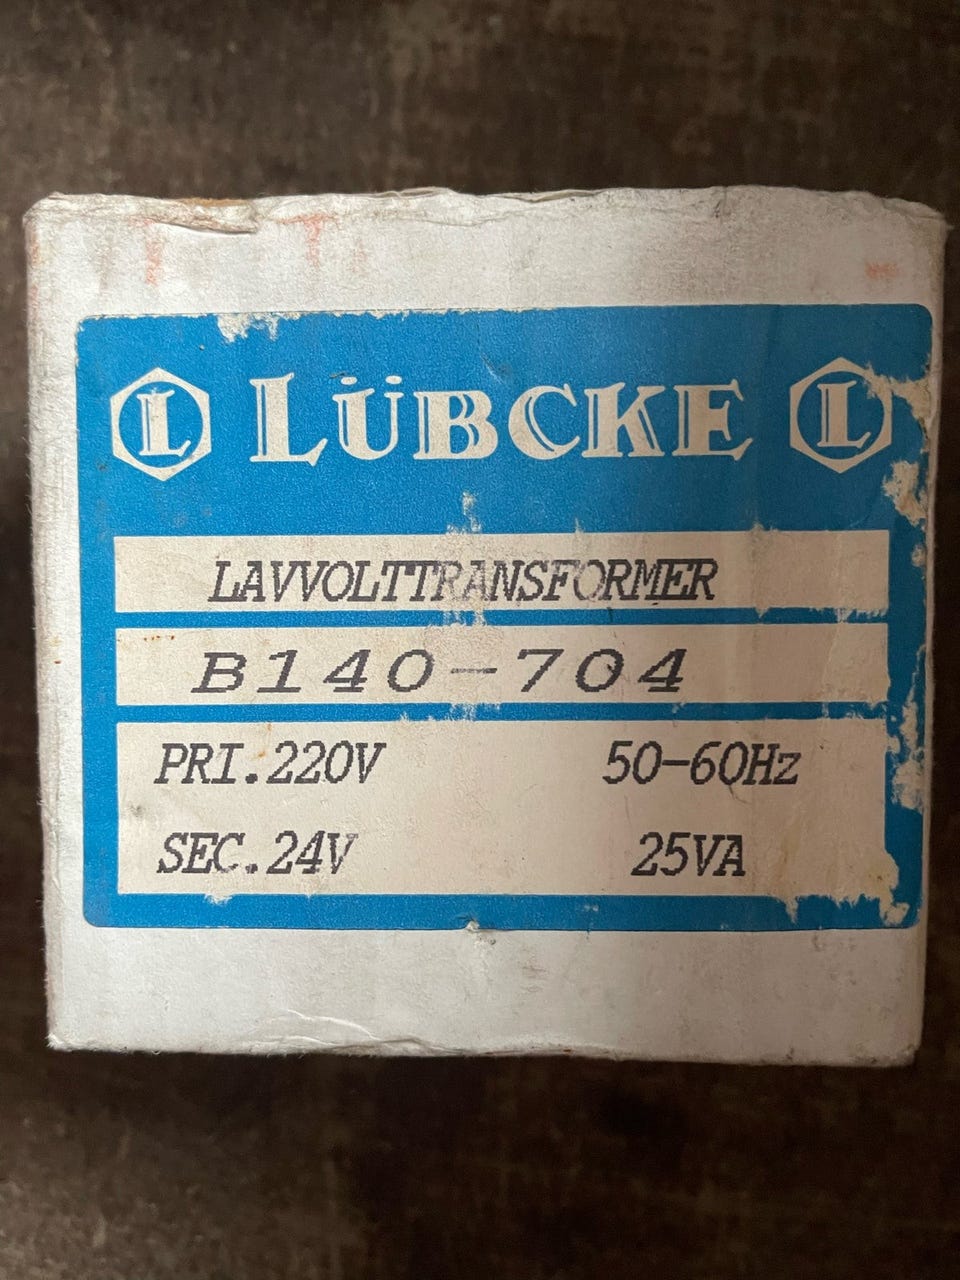 L LÜBCKE L
LAVVOLTTRANSFORMER
B140-704
PRI.220V 50-60Hz
SEC.24V 25VA